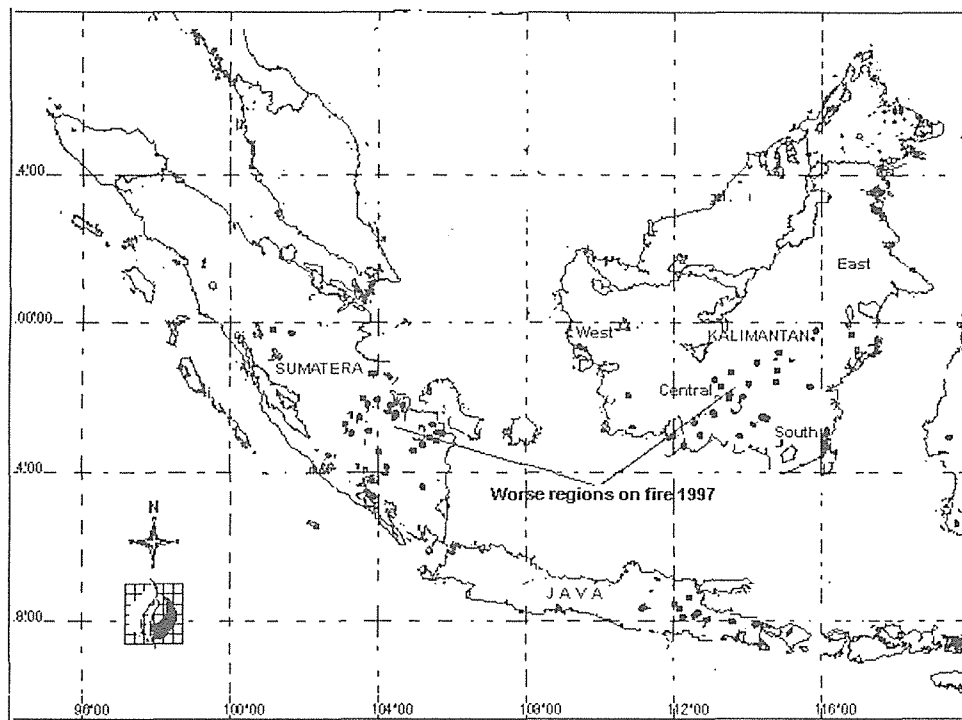 4'00
East
00'00
West
KALIMANTAN
SUMATERA
Central
South
4'00
Worse regions on fire 1997
N
JAVA
8'00
96°00
100°00
104°00
108°00
112°00
116°00